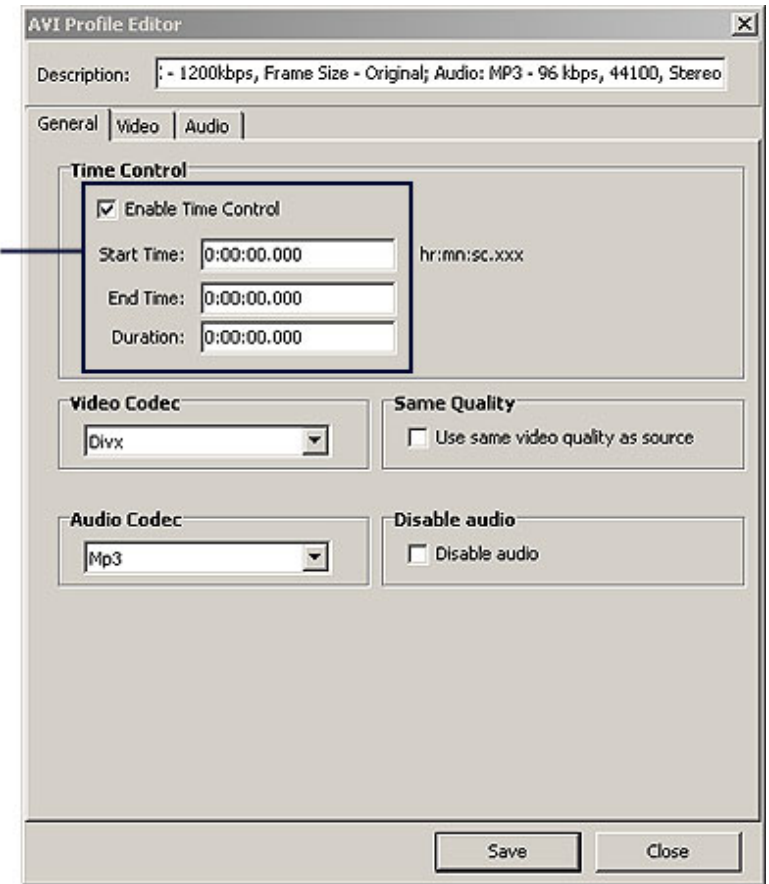 AVI Profile Editor
Description: : - 1200kbps, Frame Size - Original; Audio: MP3 - 96 kbps, 44100, Stereo
General Video Audio
Time Control
Enable Time Control
Start Time: 0:00:00.000 hr:mn:sc.xxx
End Time: 0:00:00.000
Duration: 0:00:00.000
Video Codec Same Quality
Divx Use same video quality as source
Audio Codec Disable audio
Mp3 Disable audio
Save Close